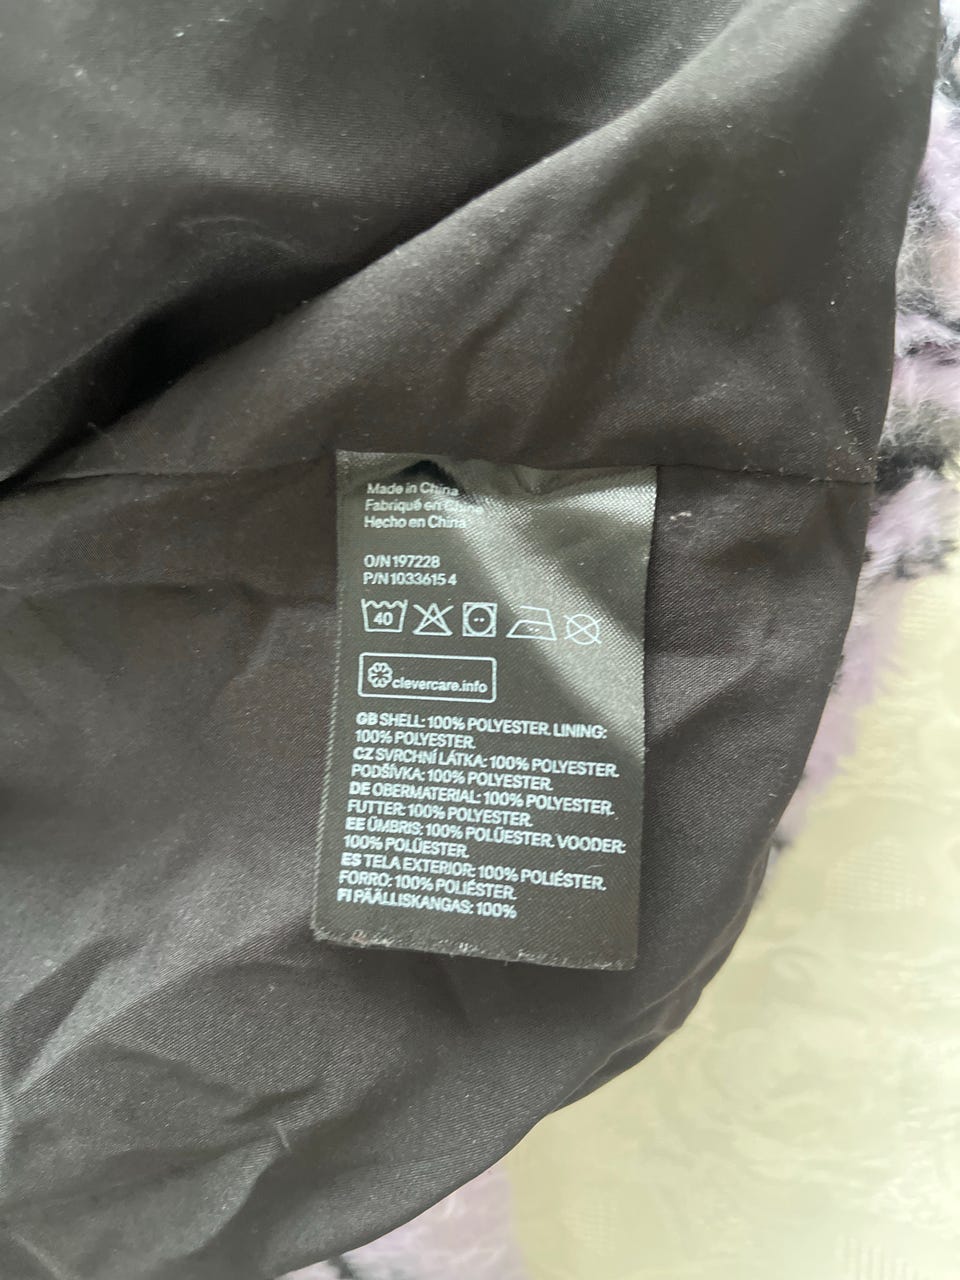 Made in China
Fabriqué en China
Hecho en China
O/N 197228
P/N 1033615 4
40
clevercare.info
GB SHELL: 100% POLYESTER. LINING:
100% POLYESTER.
CZ SVRCHNÍ LÁTKA: 100% POLYESTER.
PODŠÍVKA: 100% POLYESTER.
DE OBERMATERIAL: 100% POLYESTER.
FUTTER: 100% POLYESTER.
EE ÜMBRIS: 100% POLÜESTER. VOODER:
100% POLÜESTER.
ES TELA EXTERIOR: 100% POLIÉSTER.
FORRO: 100% POLIÉSTER.
FI PÄÄLLISKANGAS: 100%